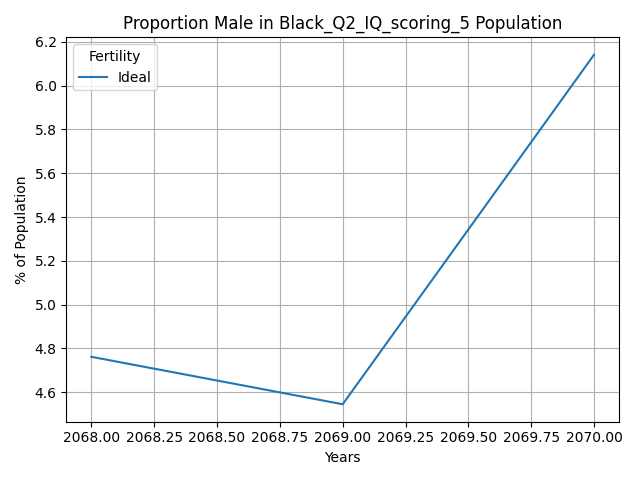 Proportion Male in Black_Q2_IQ_scoring_5 Population
Fertility
Ideal
% of Population
6.2
6.0
5.8
5.6
5.4
5.2
5.0
4.8
4.6
2068.00 2068.25 2068.50 2068.75 2069.00 2069.25 2069.50 2069.75 2070.00
Years